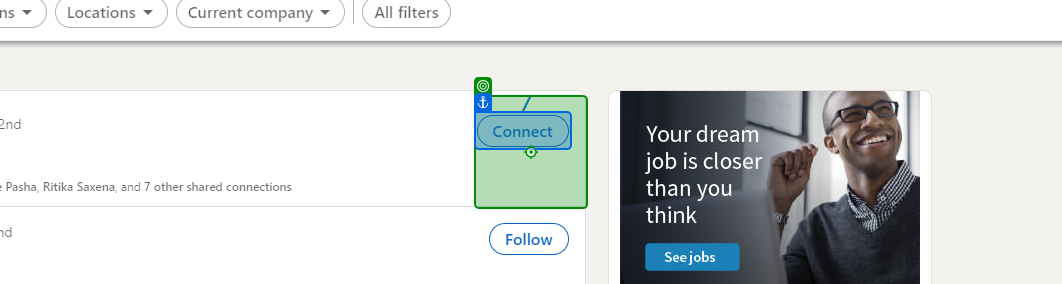 ns Locations Current company All filters
2nd
Connect
e Pasha, Ritika Saxena, and 7 other shared connections
nd
Follow
Your dream
job is closer
than you
think
See jobs